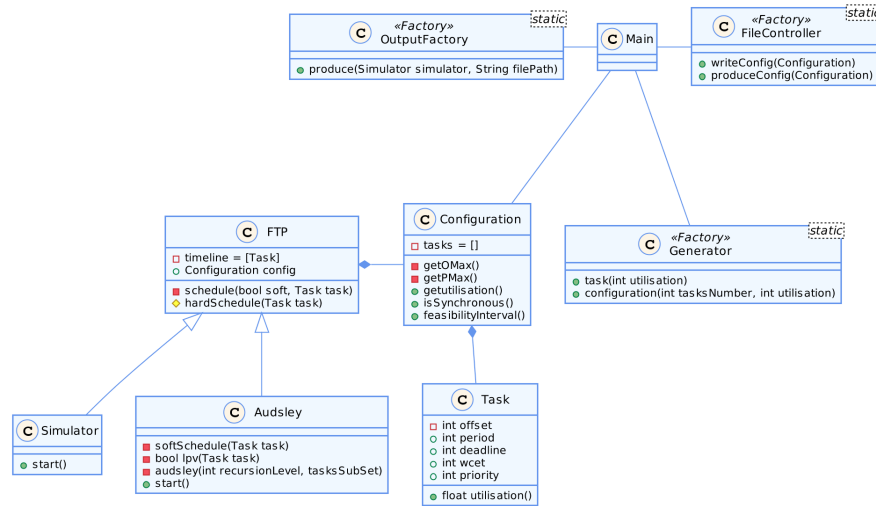 static
«Factory»
C
OutputFactory
produce(Simulator simulator, String filePath)
C
Main
static
«Factory»
C
FileController
writeConfig(Configuration)
produceConfig(Configuration)
C
FTP
timeline = [Task]
Configuration config
schedule(bool soft, Task task)
hardSchedule(Task task)
C
Configuration
tasks = []
getOMax()
getPMax()
getutilisation()
isSynchronous()
feasibilityInterval()
static
«Factory»
C
Generator
task(int utilisation)
configuration(int tasksNumber, int utilisation)
C
Simulator
start()
C
Audsley
softSchedule(Task task)
bool lpv(Task task)
audsley(int recursionLevel, tasksSubSet)
start()
C
Task
int offset
int period
int deadline
int wcet
int priority
float utilisation()